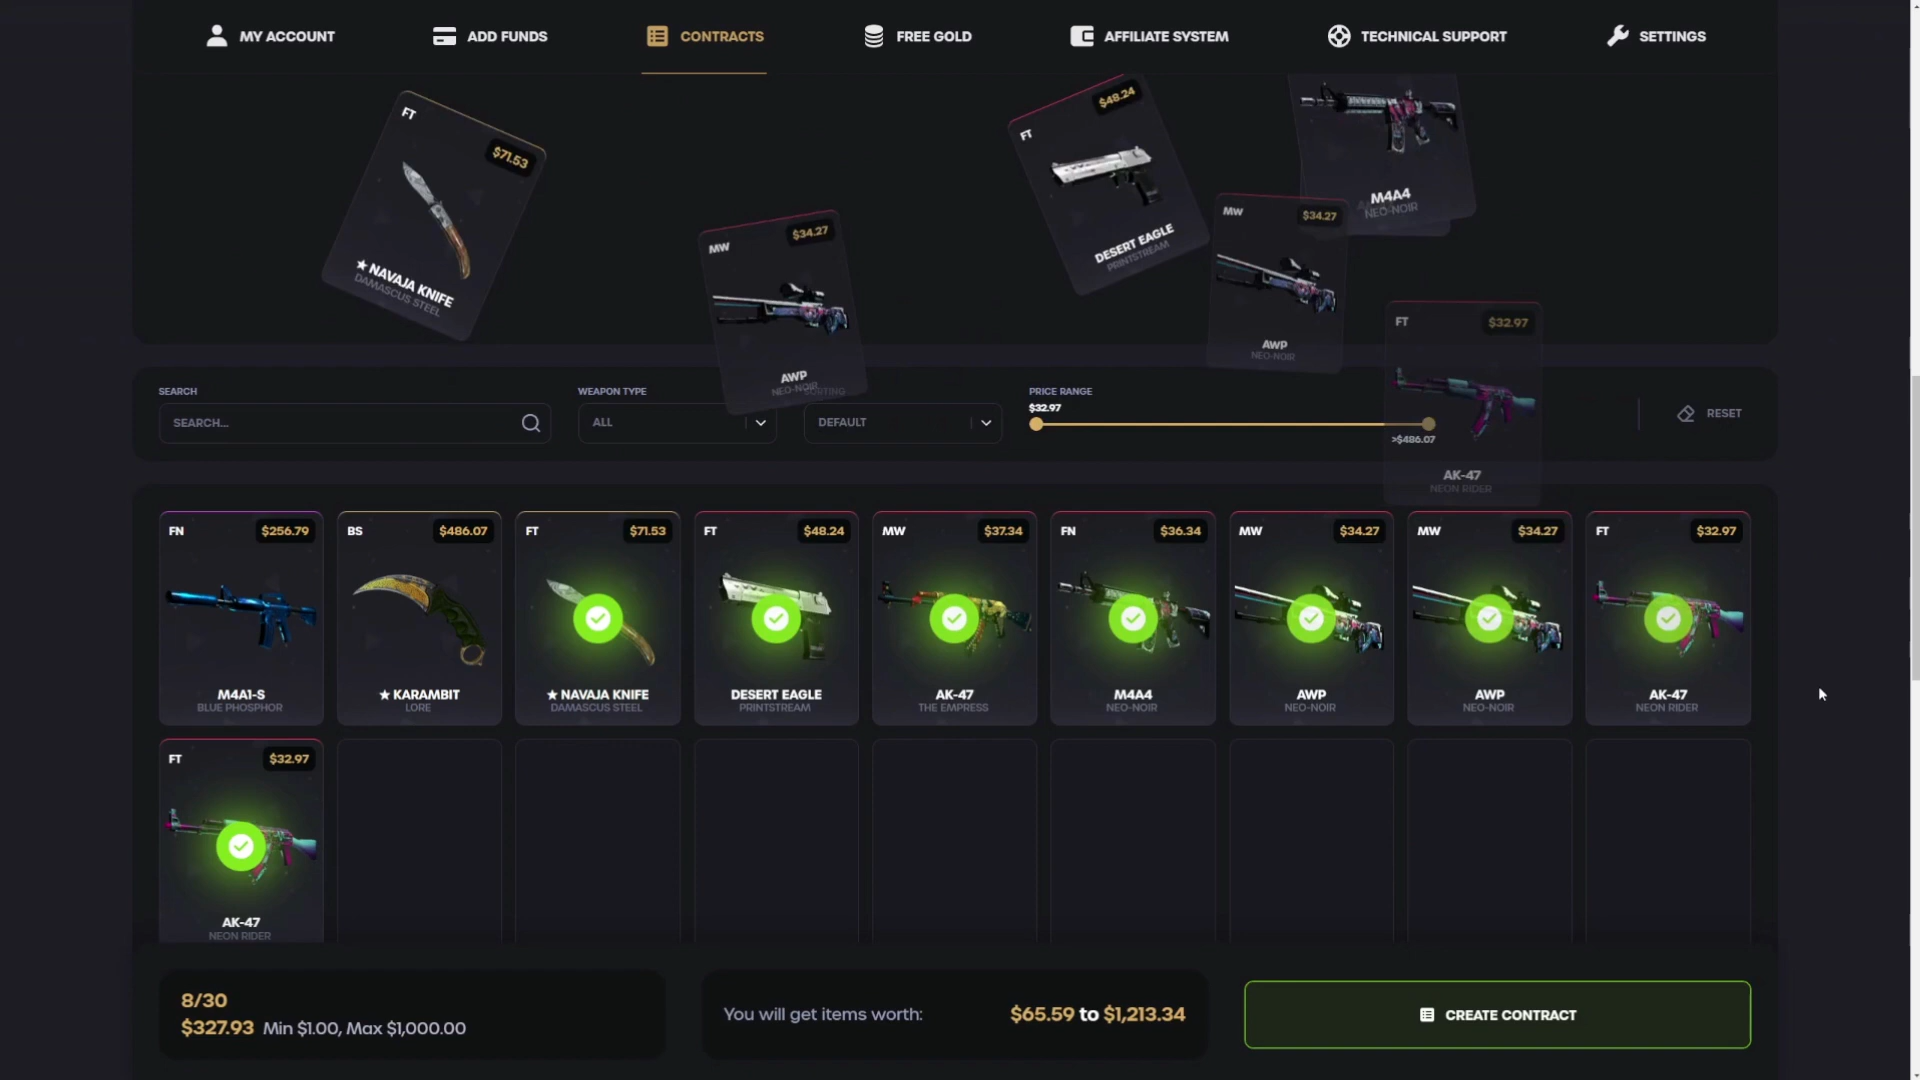 MY ACCOUNT
ADD FUNDS
CONTRACTS
FREE GOLD
AFFILIATE SYSTEM
TECHNICAL SUPPORT
SETTINGS
FT
$71.53
★ NAVAJA KNIFE
DAMASCUS STEEL
MW
$34.27
AWP
NEO-NOIR
FT
$48.24
DESERT EAGLE
PRINTSTREAM
MW
$34.27
AWP
NEO-NOIR
M4A4
NEO-NOIR
FT
$32.97
AK-47
NEON RIDER
SEARCH
SEARCH...
WEAPON TYPE
ALL
SORTING
DEFAULT
PRICE RANGE
$32.97
>$486.07
RESET
FN
$256.79
M4A1-S
BLUE PHOSPHOR
BS
$486.07
★ KARAMBIT
LORE
FT
$71.53
★ NAVAJA KNIFE
DAMASCUS STEEL
FT
$48.24
DESERT EAGLE
PRINTSTREAM
MW
$37.34
AK-47
THE EMPRESS
FN
$36.34
M4A4
NEO-NOIR
MW
$34.27
AWP
NEO-NOIR
MW
$34.27
AWP
NEO-NOIR
FT
$32.97
AK-47
NEON RIDER
FT
$32.97
AK-47
NEON RIDER
8/30
$327.93 Min $1.00, Max $1,000.00
You will get items worth:
$65.59 to $1,213.34
CREATE CONTRACT